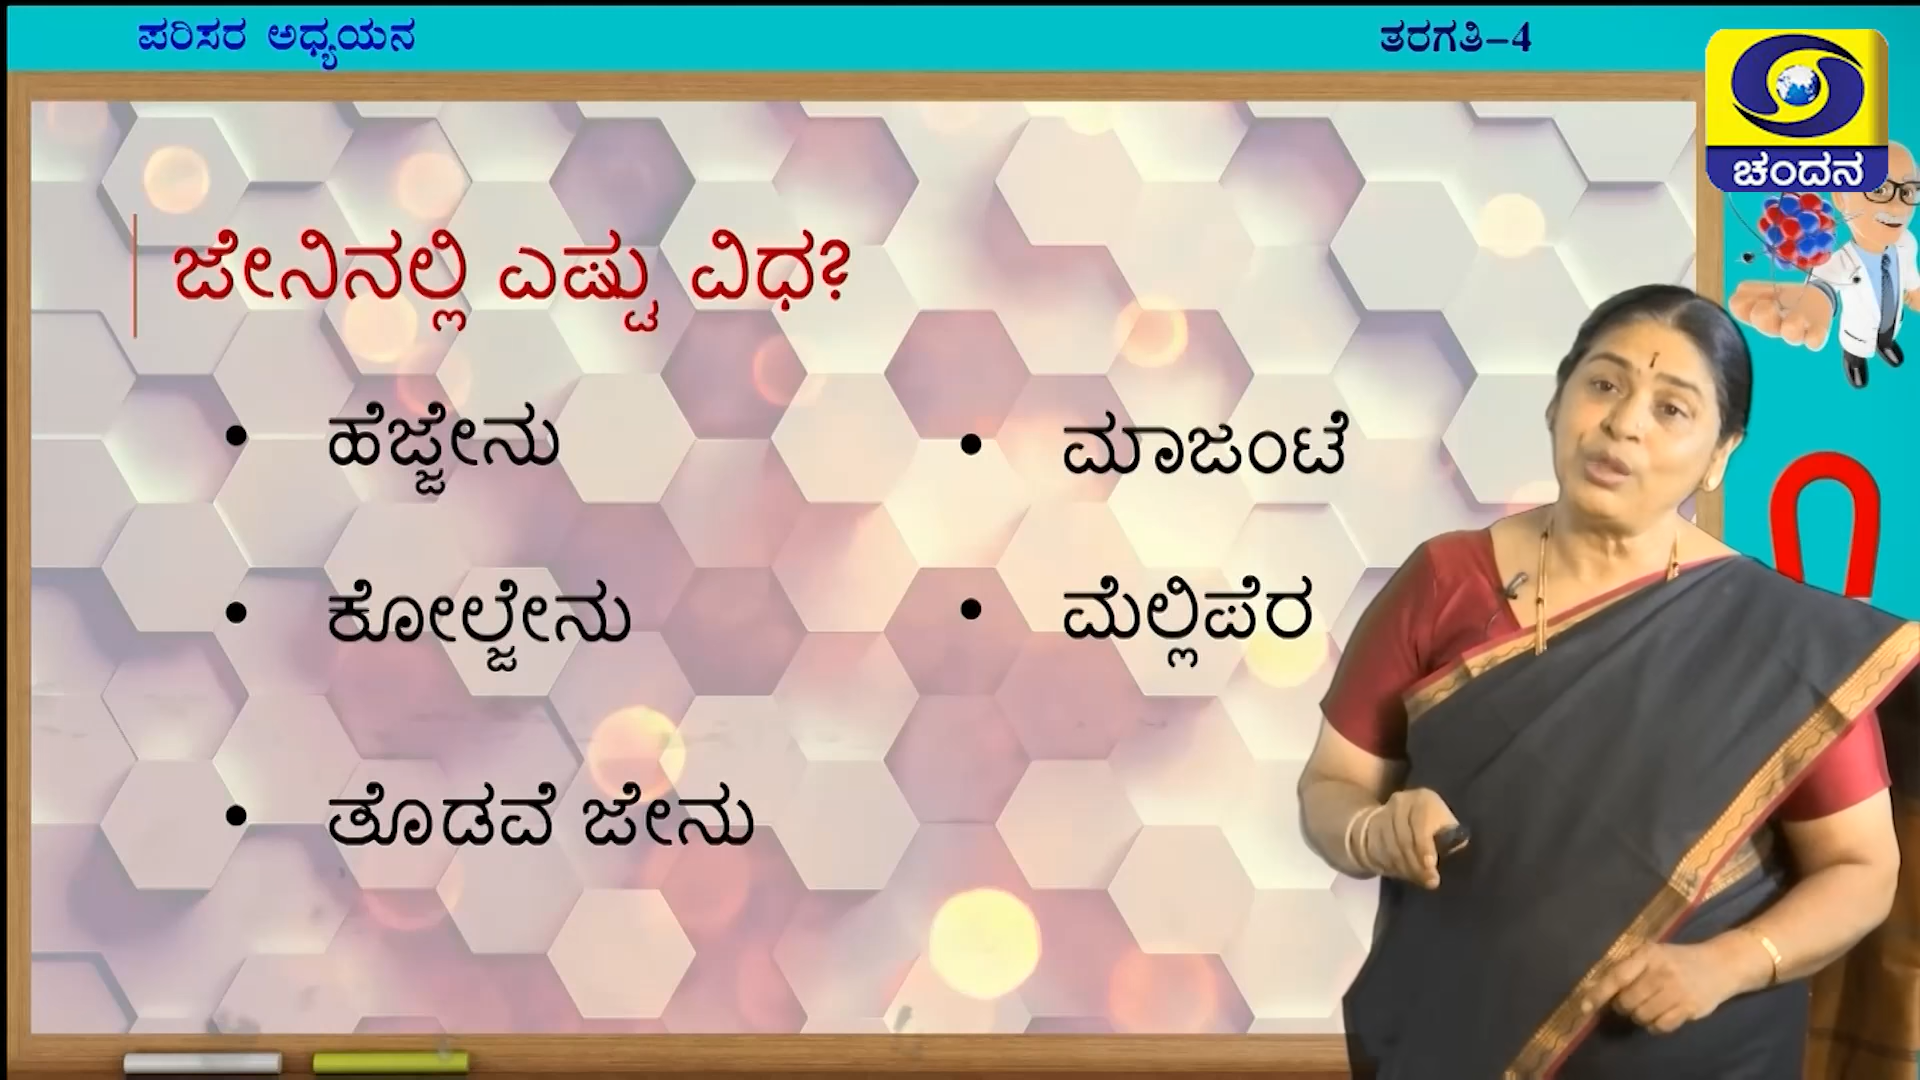 ಪರಿಸರ ಅಧ್ಯಯನ
ತರಗತಿ-4
ಚಂದನ
ಜೇನಿನಲ್ಲಿ ಎಷ್ಟು ವಿಧ?
• ಹೆಜ್ಜೇನು
• ಕೋಲ್ಜೇನು
• ತೊಡವೆ ಜೇನು
• ಮಾಜಂಟೆ
• ಮೆಲ್ಲಿಪೆರ